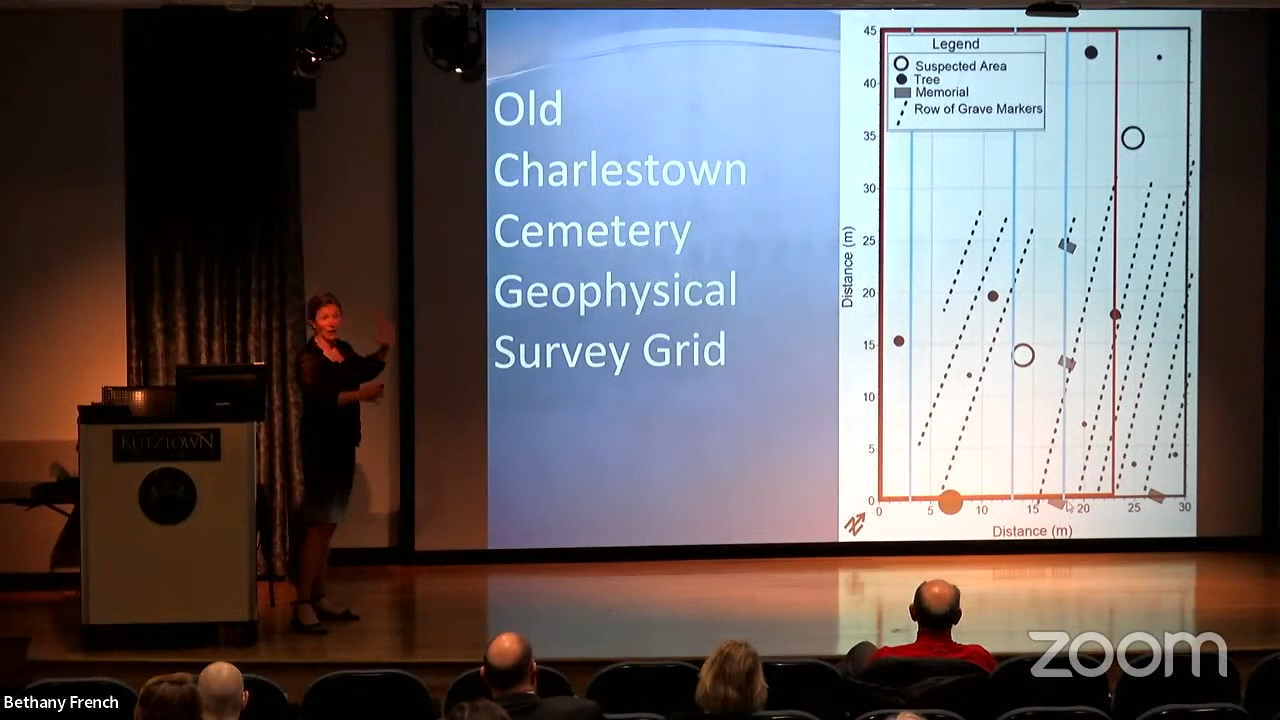 Old
Charlestown
Cemetery
Geophysical
Survey Grid
Legend
Suspected Area
Tree
Memorial
Row of Grave Markers
45
40
35
30
25
20
15
10
5
0
Distance (m)
0 5 10 15 20 25 30
Distance (m)
N
KUTZTOWN
zoom
Bethany French